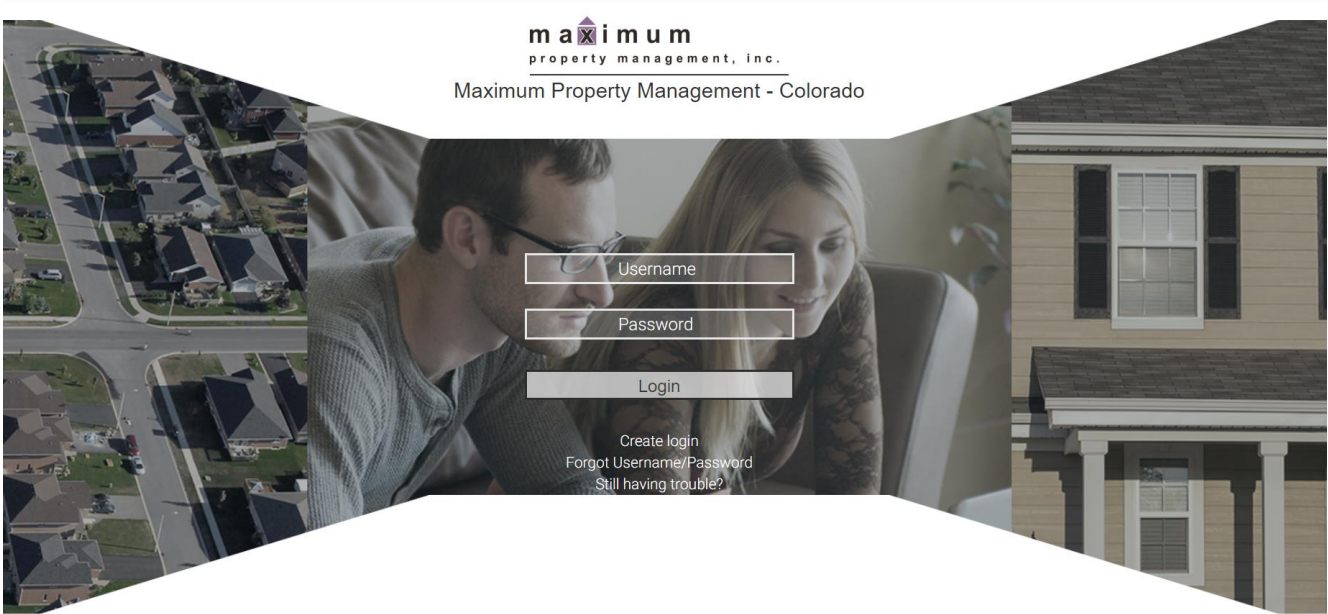 maximum
property management, inc.
Maximum Property Management - Colorado
Username
Password
Login
Create login
Forgot Username/Password
Still having trouble?